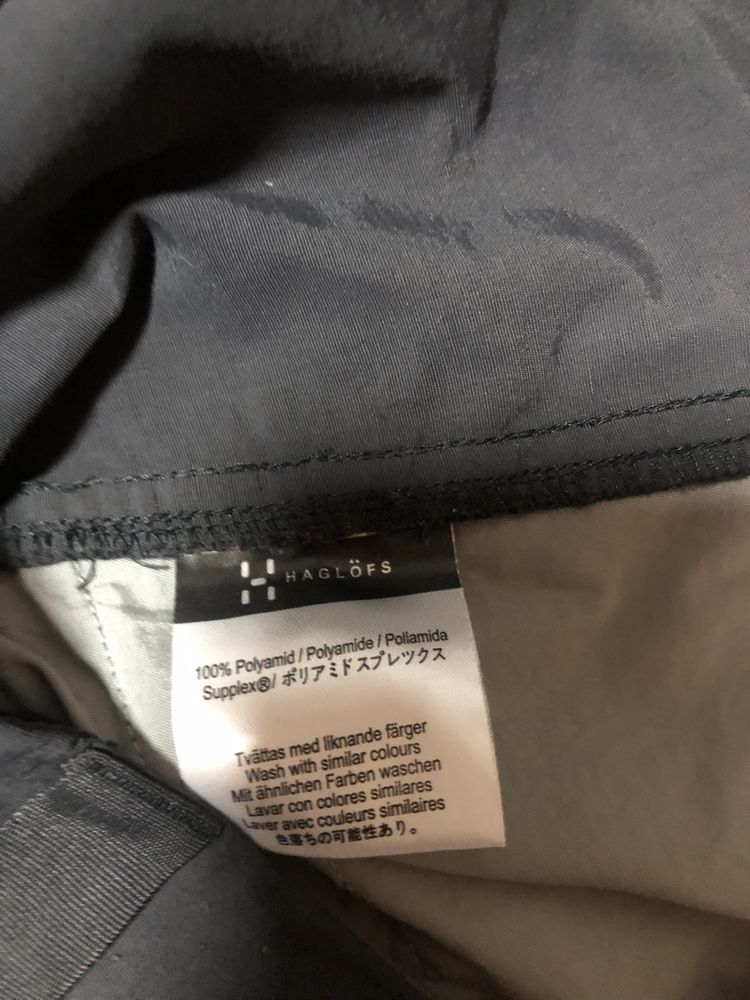 HAGLÖFS
100% Polyamid / Polyamide / Poliamida
Supplex®/ ポリアミドスプレックス
Tvättas med liknande färger
Wash with similar colours
Mit ähnlichen Farben waschen
Lavar con colores similares
Laver avec couleurs similaires
色落ちの可能性あり。